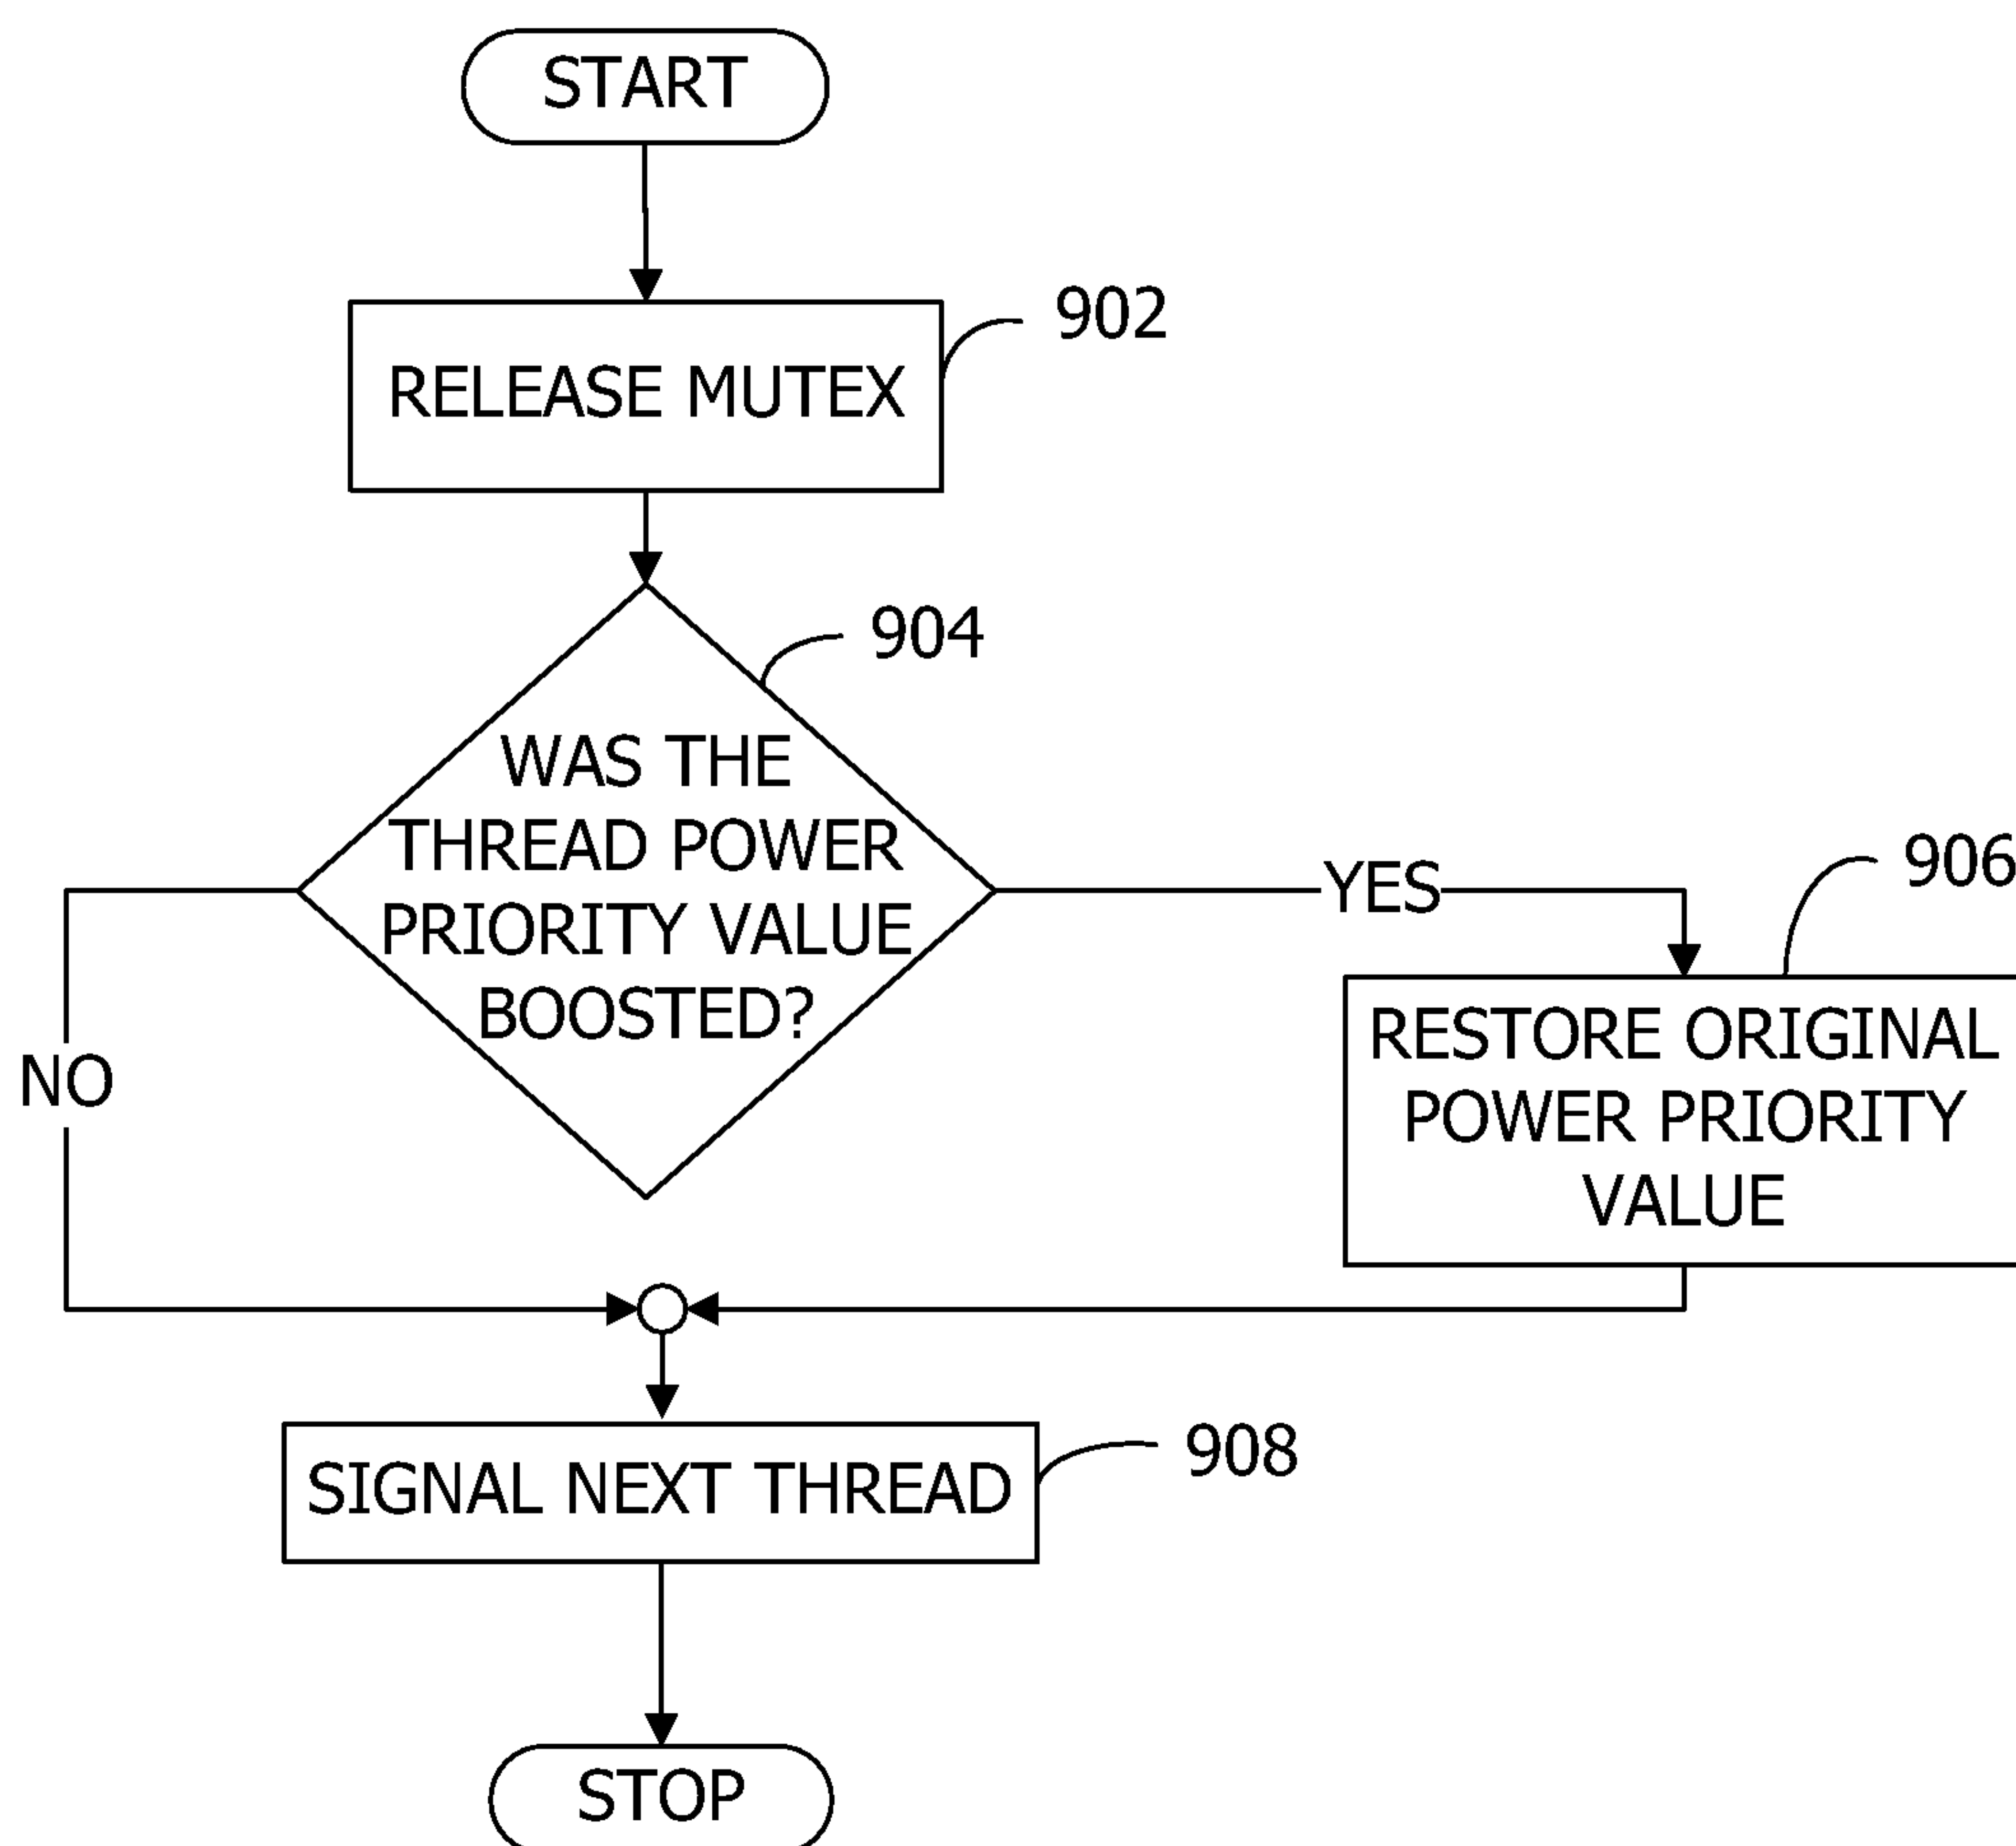 START
902
RELEASE MUTEX
904
WAS THE
THREAD POWER
PRIORITY VALUE
BOOSTED?
YES
906
NO
RESTORE ORIGINAL
POWER PRIORITY
VALUE
908
SIGNAL NEXT THREAD
STOP